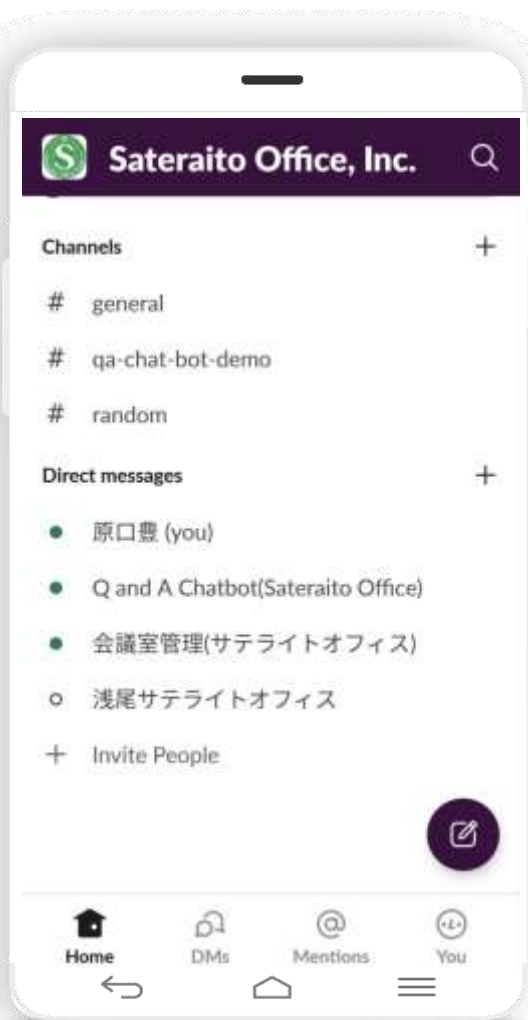 S
Sateraito Office, Inc.
Channels
# general
# qa-chat-bot-demo
# random
Direct messages
原口豊 (you)
Q and A Chatbot(Sateraito Office)
会議室管理(サテライトオフィス)
浅尾サテライトオフィス
Invite People
Home DMs Mentions You